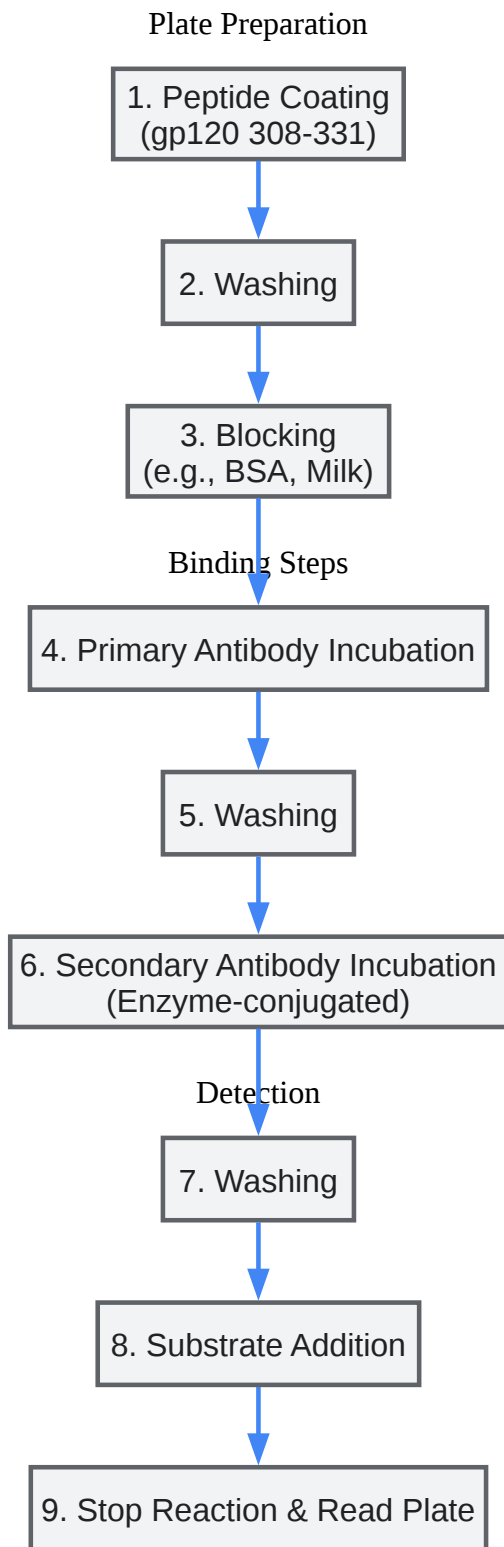 Plate Preparation
1. Peptide Coating
(gp120 308-331)
2. Washing
3. Blocking
(e.g., BSA, Milk)
Binding Steps
4. Primary Antibody Incubation
5. Washing
6. Secondary Antibody Incubation
(Enzyme-conjugated)
Detection
7. Washing
8. Substrate Addition
9. Stop Reaction & Read Plate